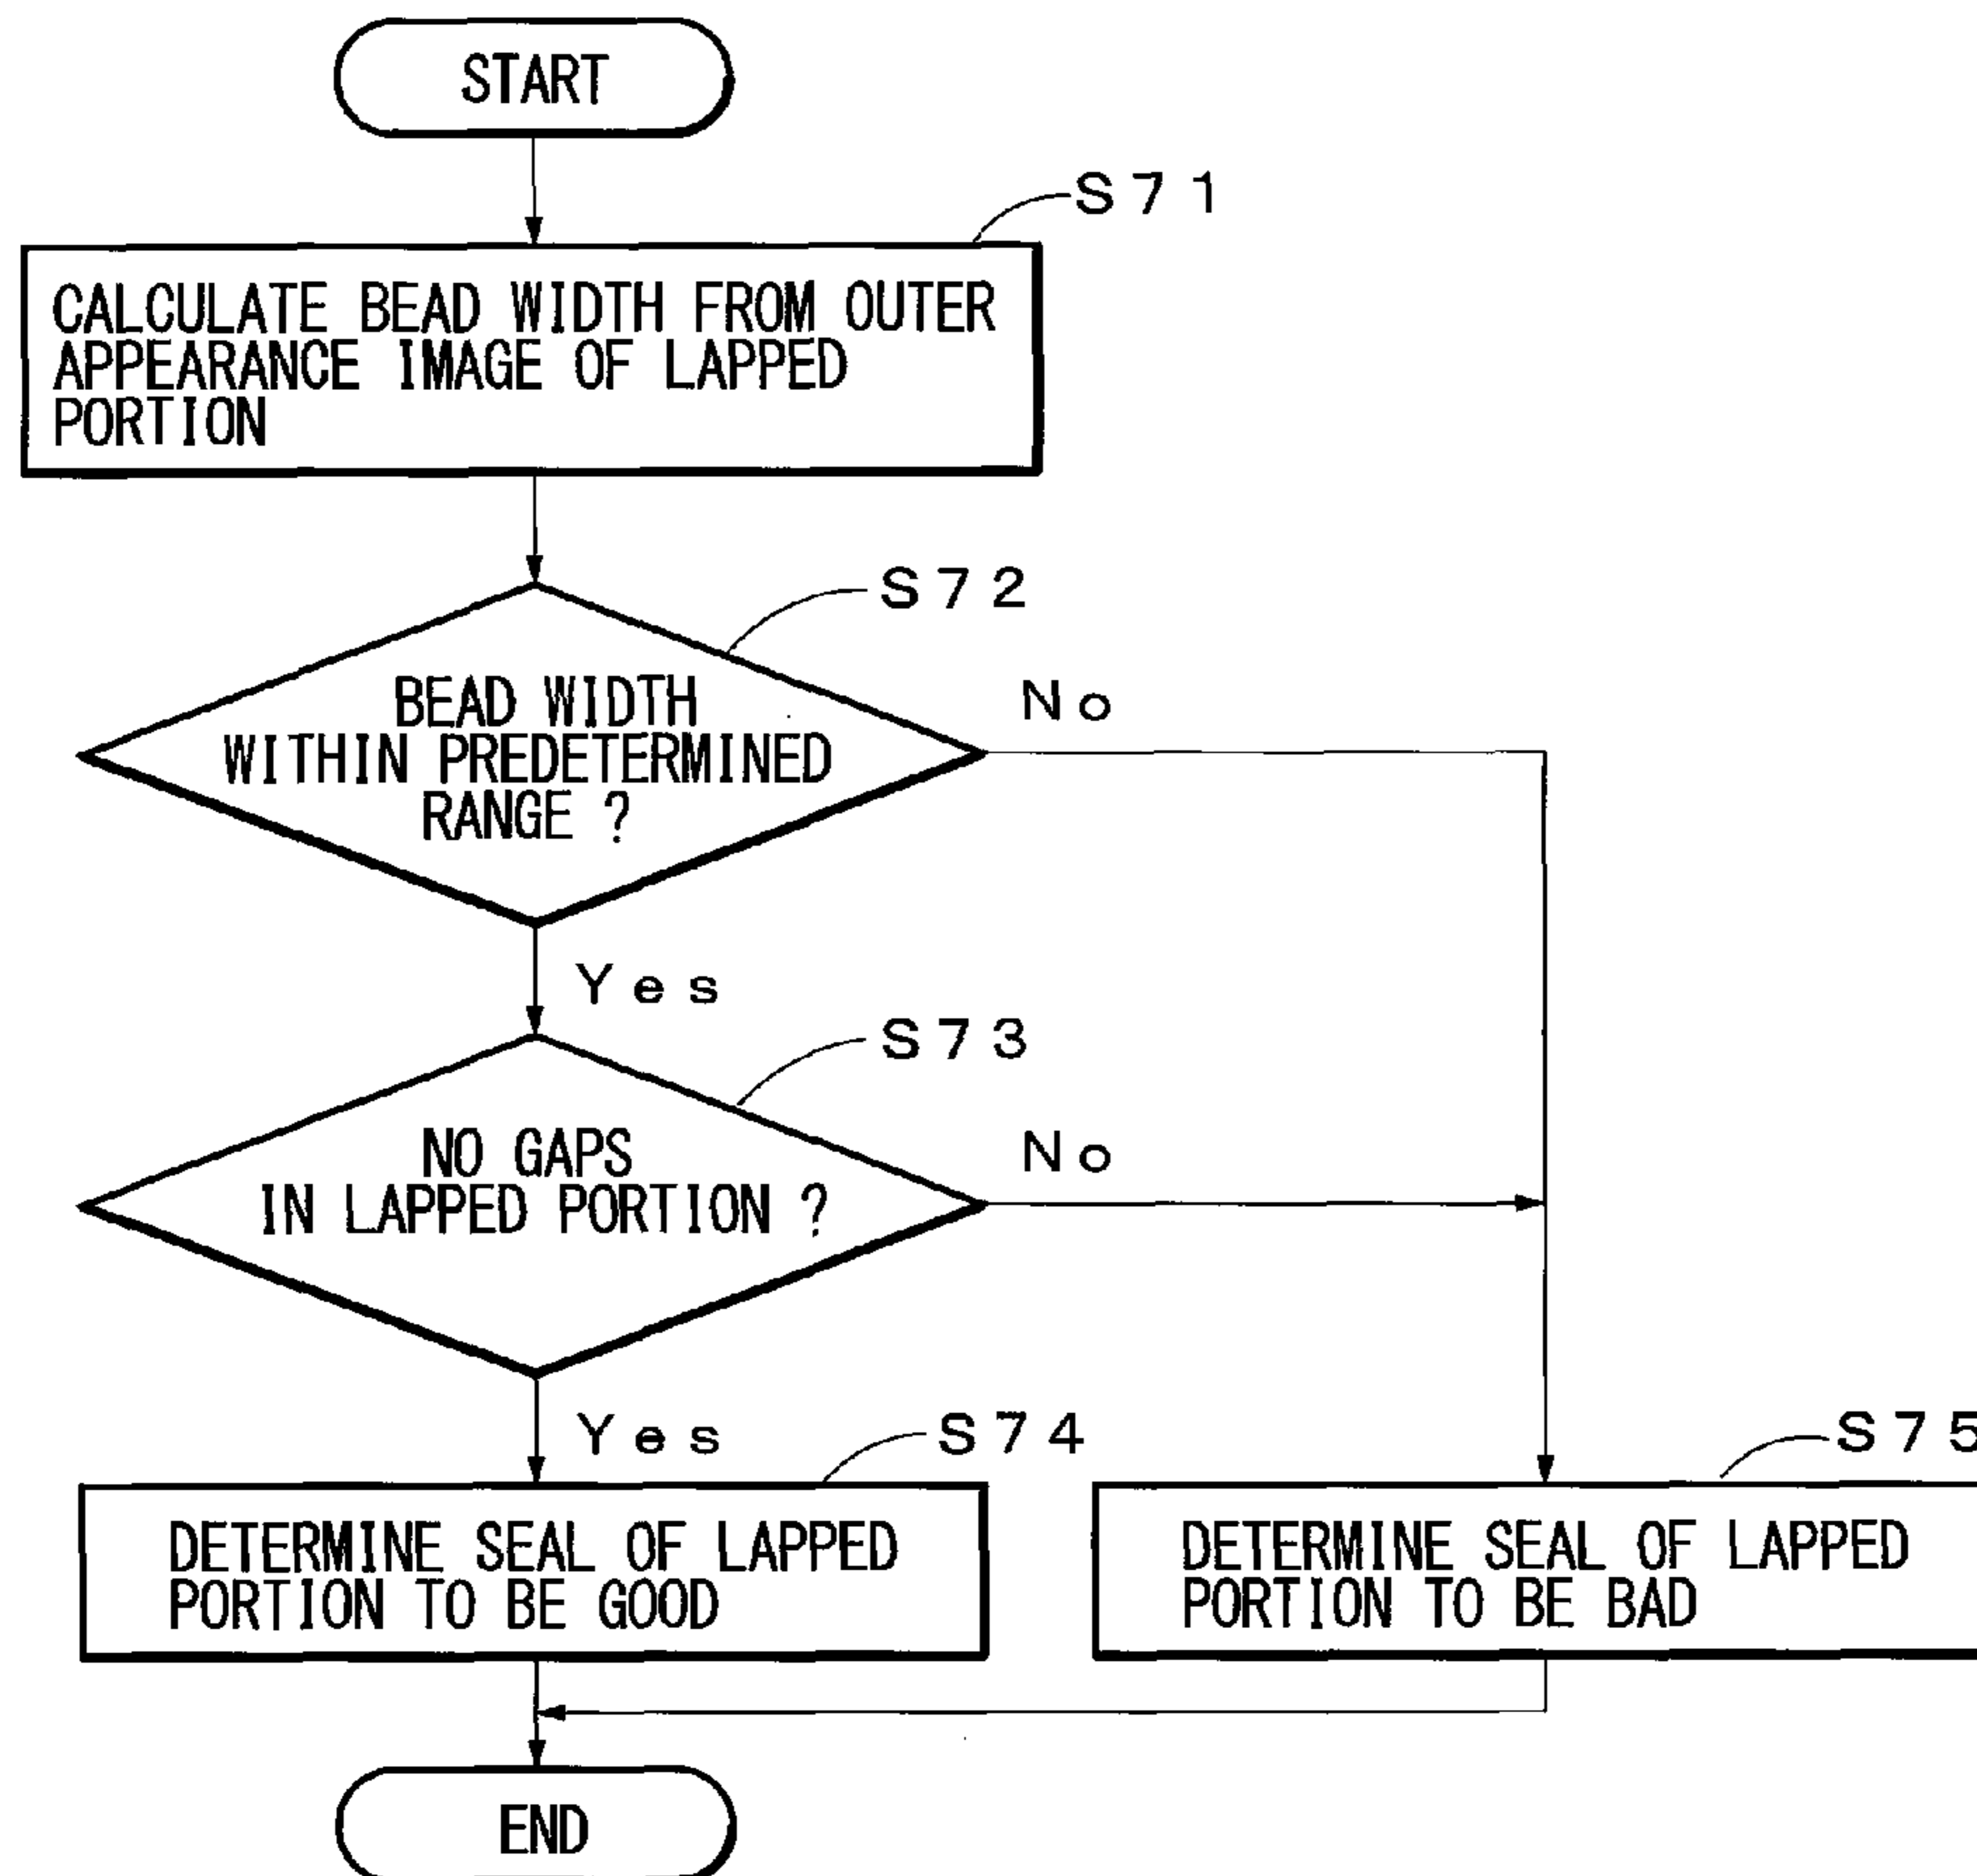 START
S71
CALCULATE BEAD WIDTH FROM OUTER
APPEARANCE IMAGE OF LAPPED
PORTION
S72
BEAD WIDTH
WITHIN PREDETERMINED
RANGE ?
No
Yes
S73
NO GAPS
IN LAPPED PORTION ?
No
Yes
S74
DETERMINE SEAL OF LAPPED
PORTION TO BE GOOD
S75
DETERMINE SEAL OF LAPPED
PORTION TO BE BAD
END